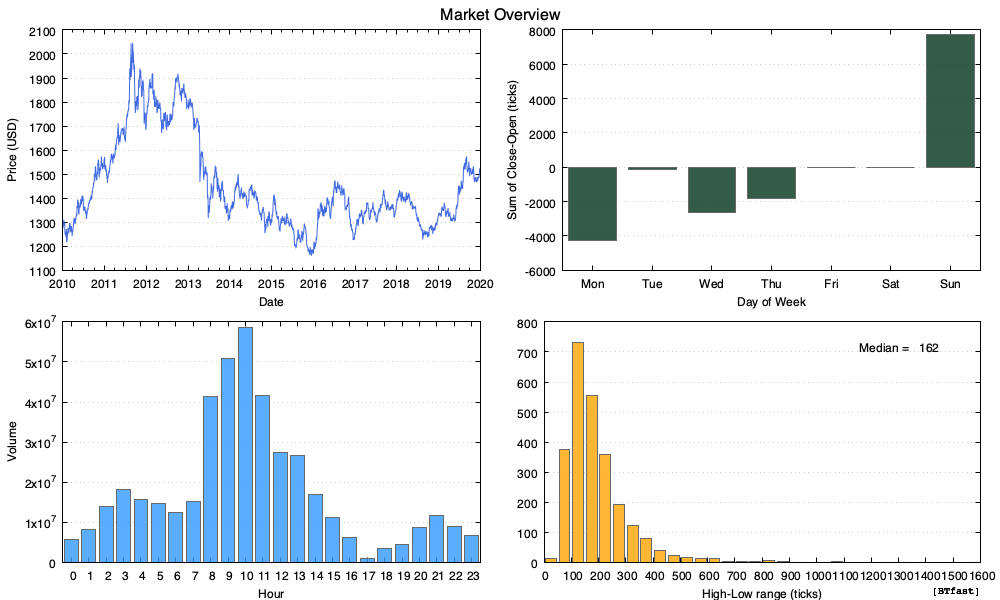 Market Overview
2100
2000
1900
1800
1700
1600
1500
1400
1300
1200
1100
Price (USD)
2010 2011 2012 2013 2014 2015 2016 2017 2018 2019 2020
Date
8000
6000
4000
2000
0
-2000
-4000
-6000
Sum of Close-Open (ticks)
Mon Tue Wed Thu Fri Sat Sun
Day of Week
6x10⁷
5x10⁷
4x10⁷
3x10⁷
2x10⁷
1x10⁷
0
Volume
0 1 2 3 4 5 6 7 8 9 10 11 12 13 14 15 16 17 18 19 20 21 22 23
Hour
800
700
600
500
400
300
200
100
0
Median = 162
0 100 200 300 400 500 600 700 800 900 1000 1100 1200 1300 1400 1500 1600
High-Low range (ticks)
[BTfast]